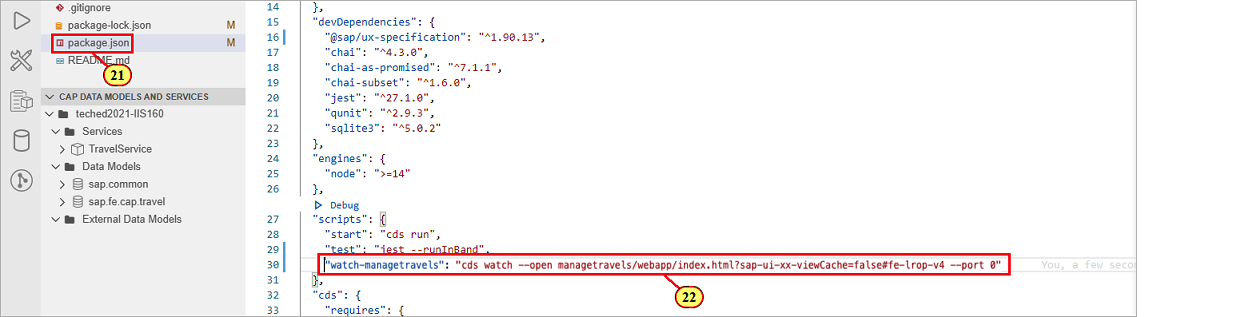 .gitignore
package-lock.json M
package.json M
README.md
21
CAP DATA MODELS AND SERVICES
teched2021-IIS160
Services
TravelService
Data Models
sap.common
sap.fe.cap.travel
External Data Models
14 },
15 "devDependencies": {
16 "@sap/ux-specification": "^1.90.13",
17 "chai": "^4.3.0",
18 "chai-as-promised": "^7.1.1",
19 "chai-subset": "^1.6.0",
20 "jest": "^27.1.0",
21 "qunit": "^2.9.3",
22 "sqlite3": "^5.0.2"
23 },
24 "engines": {
25 "node": ">=14"
26 },
Debug
27 "scripts": {
28 "start": "cds run",
29 "test": "jest --runInBand",
30 "watch-managetravels": "cds watch --open managetravels/webapp/index.html?sap-ui-xx-viewCache=false#fe-lrop-v4 --port 0" You, a few secon
31 },
22
32 "cds": {
33 "requires": {